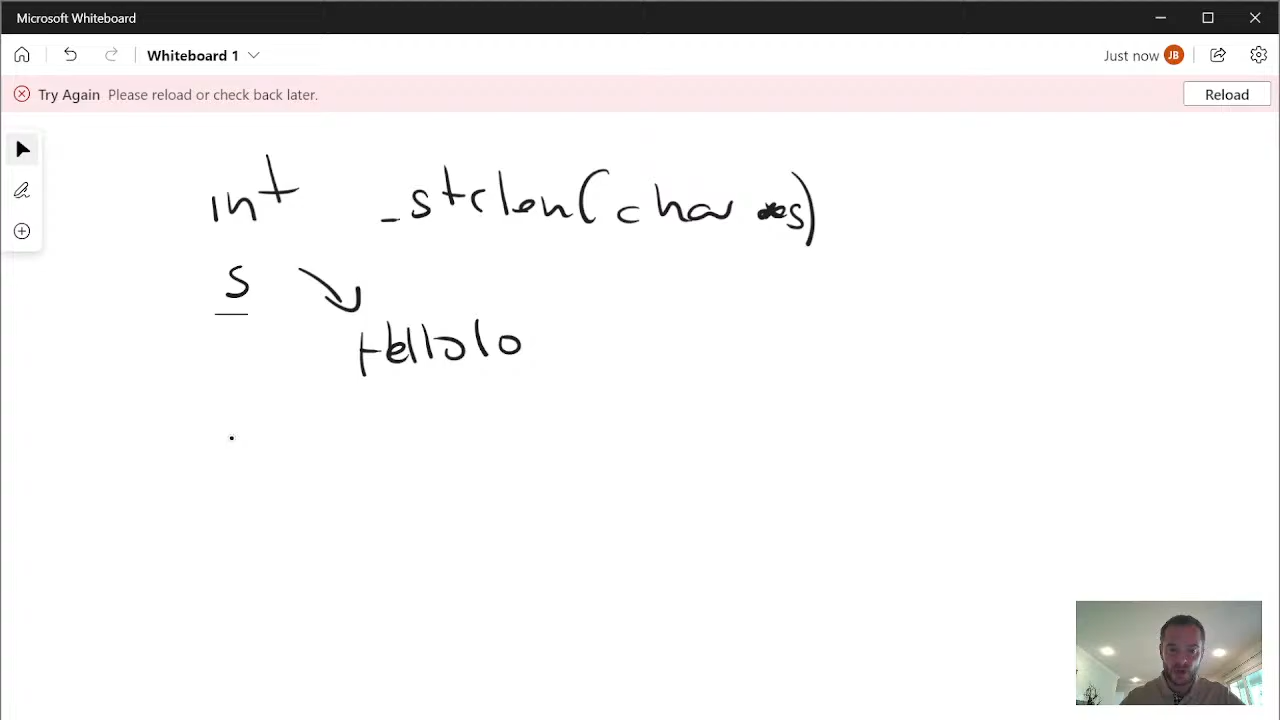 Microsoft Whiteboard
Whiteboard 1
Just now JB
Try Again Please reload or check back later.
Reload
int _strlen(char *s)
s
Hello\0